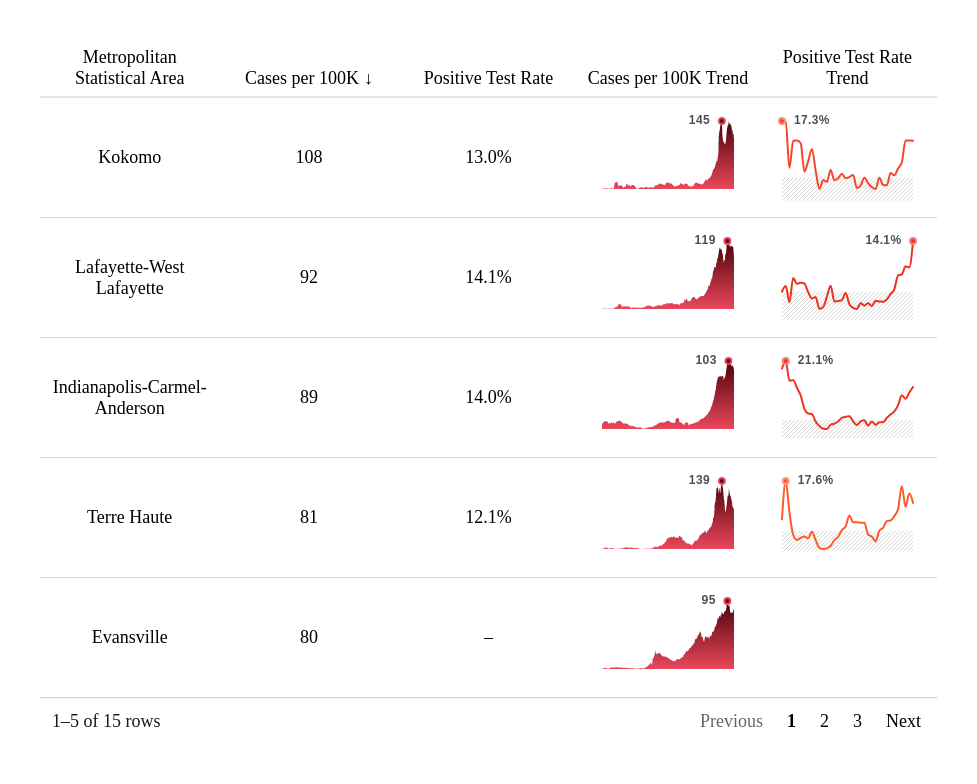 Metropolitan
Statistical Area
Cases per 100K ↓
Positive Test Rate
Cases per 100K Trend
Positive Test Rate
Trend
Kokomo
108
13.0%
145
17.3%
Lafayette-West
Lafayette
92
14.1%
119
14.1%
Indianapolis-Carmel-
Anderson
89
14.0%
103
21.1%
Terre Haute
81
12.1%
139
17.6%
Evansville
80
–
95
1–5 of 15 rows
Previous 1 2 3 Next